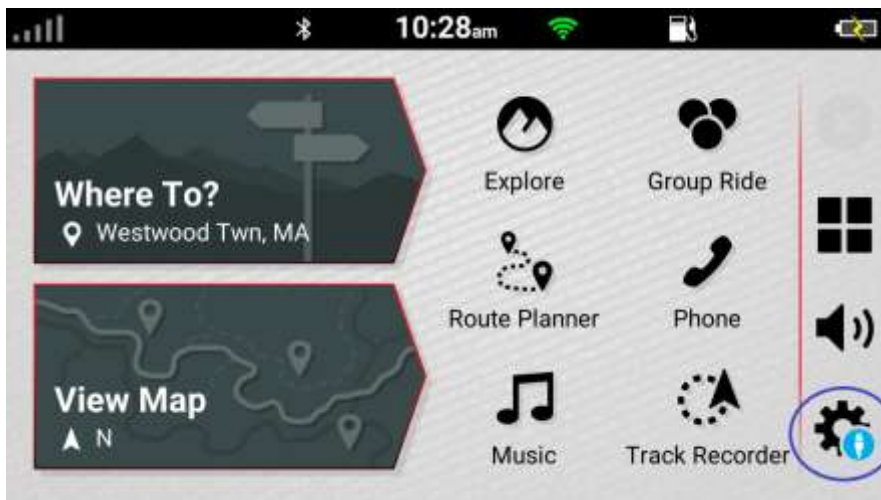 10:28am
Where To?
Westwood Twn, MA
View Map
N
Explore
Group Ride
Route Planner
Phone
Music
Track Recorder